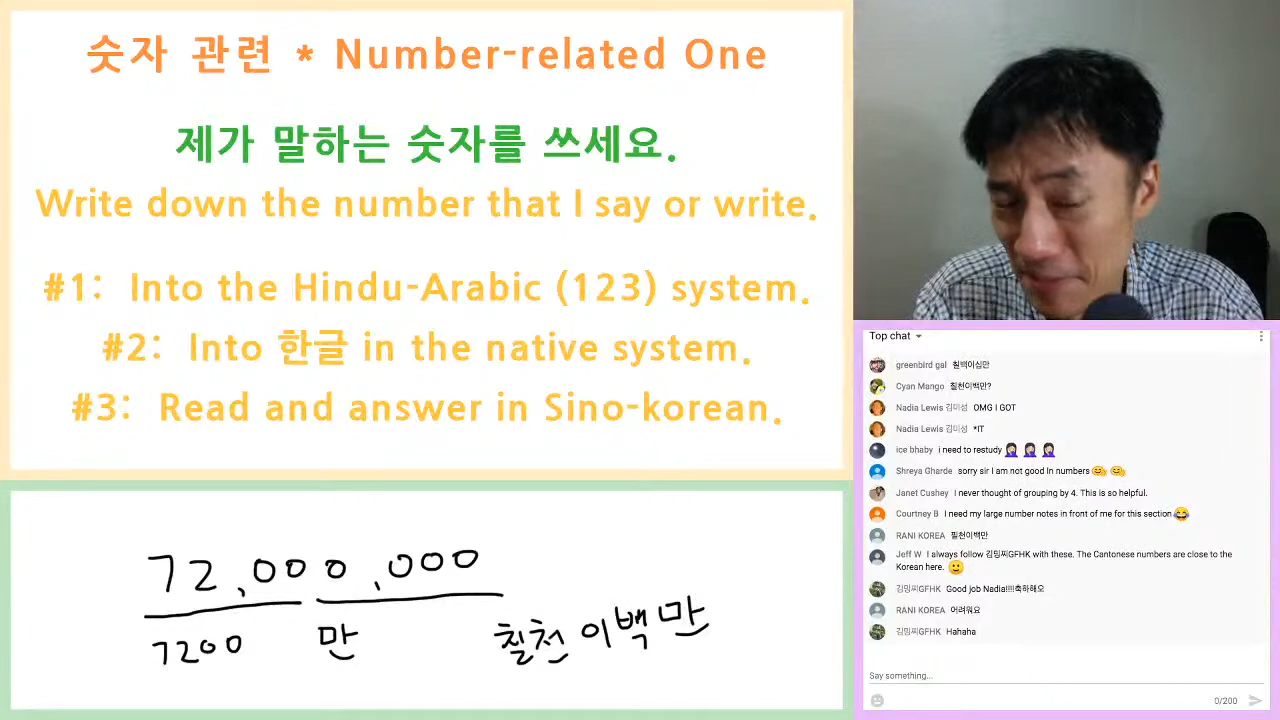 숫자 관련 * Number-related One
제가 말하는 숫자를 쓰세요.
Write down the number that I say or write.
#1: Into the Hindu-Arabic (123) system.
#2: Into 한글 in the native system.
#3: Read and answer in Sino-korean.
72,000,000
7200 만 칠천이백만
Top chat
greenbird gal 칠백이십만
Cyan Mango 칠천이백만?
Nadia Lewis 김미성 OMG I GOT
Nadia Lewis 김미성 *IT
ice bhaby i need to restudy 🤦🏻‍♀️ 🤦🏻‍♀️ 🤦🏻‍♀️
Shreya Gharde sorry sir I am not good In numbers🤗 🤗
Janet Cushey I never thought of grouping by 4. This is so helpful.
Courtney B I need my large number notes in front of me for this section😂
RANI KOREA 찔천이백만
Jeff W I always follow 김밍찌GFHK with these. The Cantonese numbers are close to the
Korean here. 🙂
김밍찌GFHK Good job Nadia!!!!축하해오
RANI KOREA 어려워요
김밍찌GFHK Hahaha
Say something...
0/200